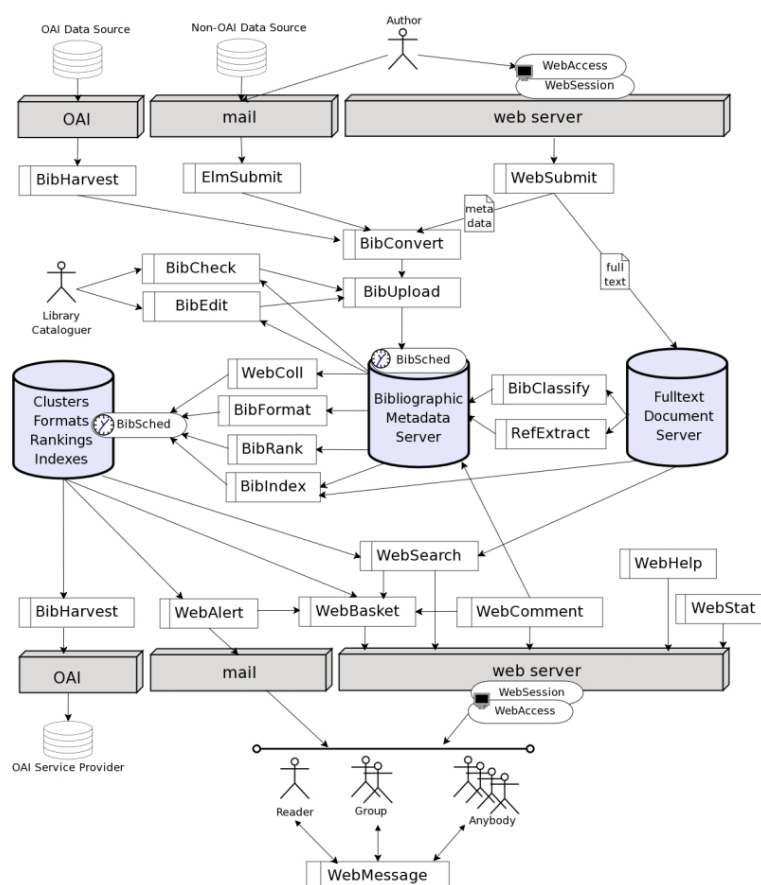 OAI Data Source
Non-OAI Data Source
Author
WebAccess
WebSession
OAI
mail
web server
BibHarvest
ElmSubmit
WebSubmit
meta
data
BibConvert
full
text
BibCheck
BibUpload
BibEdit
Library
Cataloguer
BibSched
WebColl
BibFormat
BibRank
BibIndex
Clusters
Formats
Rankings
Indexes
BibSched
Bibliographic
Metadata
Server
BibClassify
RefExtract
Fulltext
Document
Server
WebSearch
WebHelp
BibHarvest
WebAlert
WebBasket
WebComment
WebStat
OAI
mail
web server
WebSession
WebAccess
OAI Service Provider
Reader
Group
Anybody
WebMessage